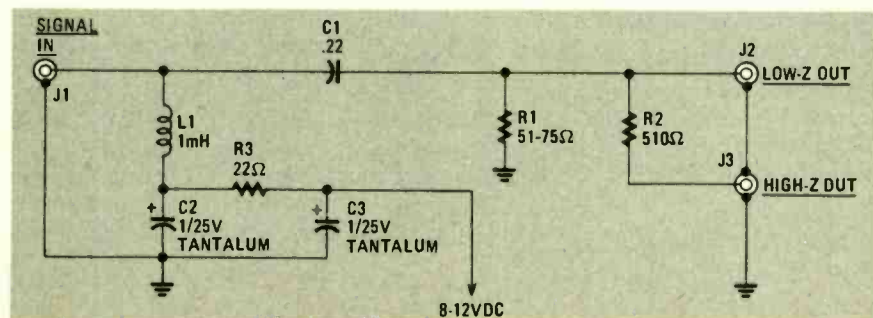 SIGNAL
IN
J1
C1
.22
L1
1mH
R3
22Ω
C2
1/25V
TANTALUM
C3
1/25V
TANTALUM
8-12VDC
R1
51-75Ω
R2
510Ω
J2
LOW-Z OUT
J3
HIGH-Z DUT
+
+